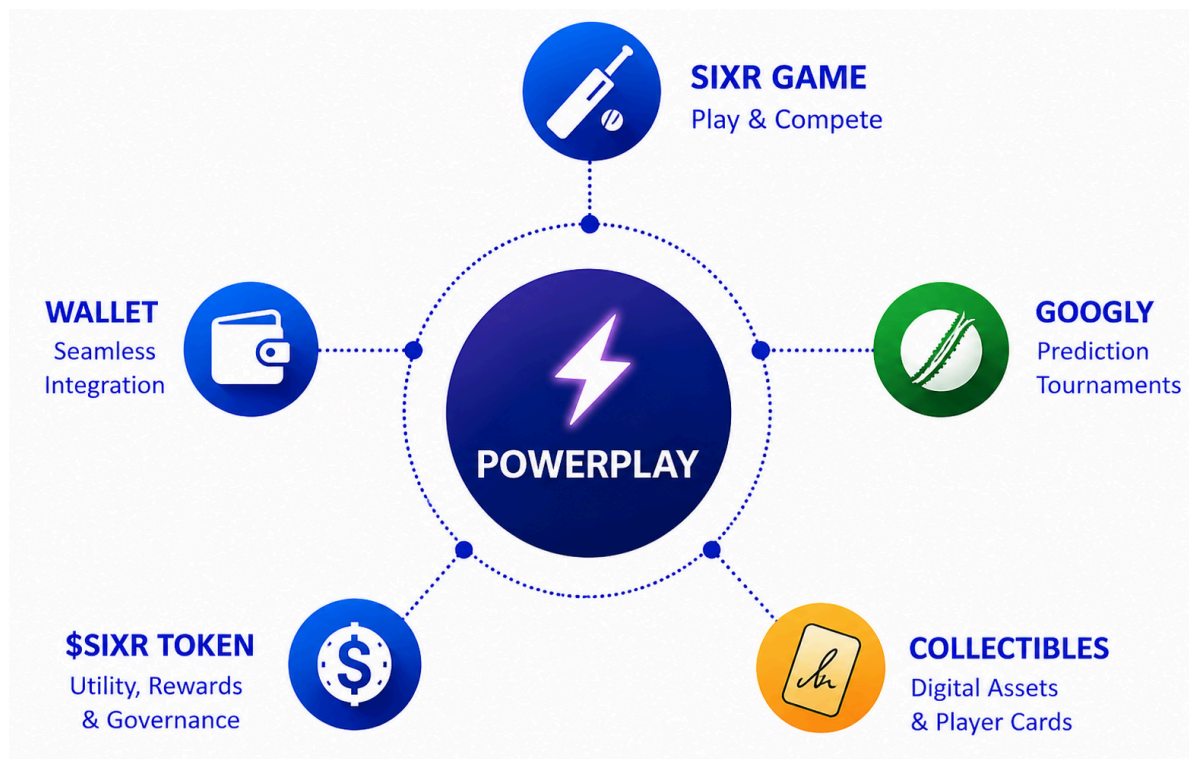 SIXR GAME
Play & Compete
WALLET
Seamless
Integration
GOOGLY
Prediction
Tournaments
POWERPLAY
$SIXR TOKEN
Utility, Rewards
& Governance
COLLECTIBLES
Digital Assets
& Player Cards